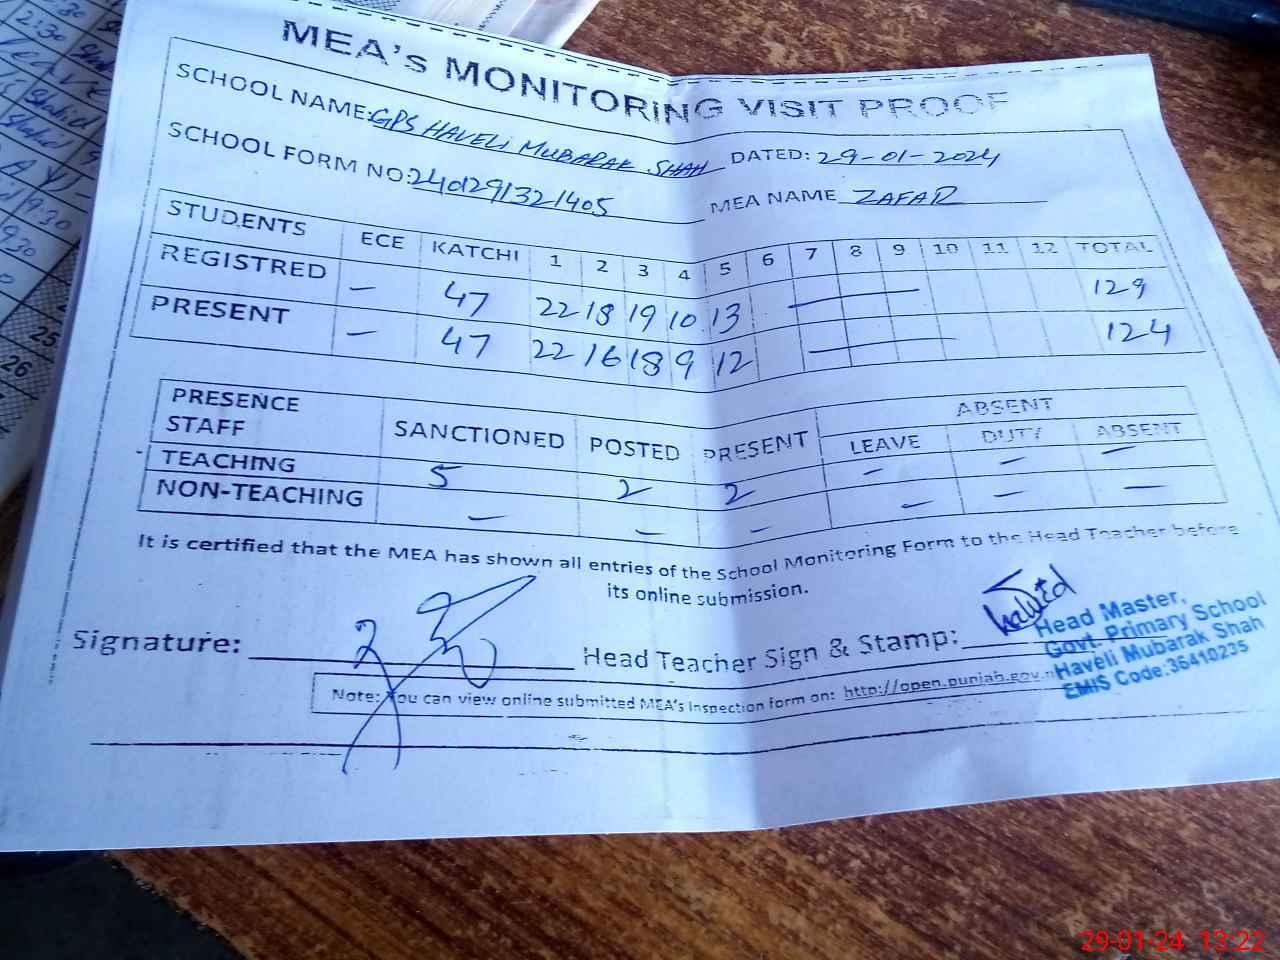 MEA's MONITORING VISIT PROOF
SCHOOL NAME: GPS HAVELI MUBARAK SHAH DATED: 29-01-2024
SCHOOL FORM NO: 24d291321405 MEA NAME ZAFAR
STUDENTS ECE KATCHI 1 2 3 4 5 6 7 8 9 10 11 12 TOTAL
REGISTRED — 47 22 18 19 10 13 — 129
PRESENT — 47 22 16 18 9 12 — 124
PRESENCE STAFF SANCTIONED POSTED PRESENT ABSENT
LEAVE DUTY ABSENT
TEACHING 5 2 2 — — —
NON-TEACHING — — — — — —
It is certified that the MEA has shown all entries of the School Monitoring Form to the Head Teacher before
its online submission.
Signature: Head Teacher Sign & Stamp:
Head Master,
Govt. Primary School
Haveli Mubarak Shah
EMIS Code:36410235
Note: You can view online submitted MEA's Inspection form on: http://open.punjab.gov.
25
26
29-01-24 13:22